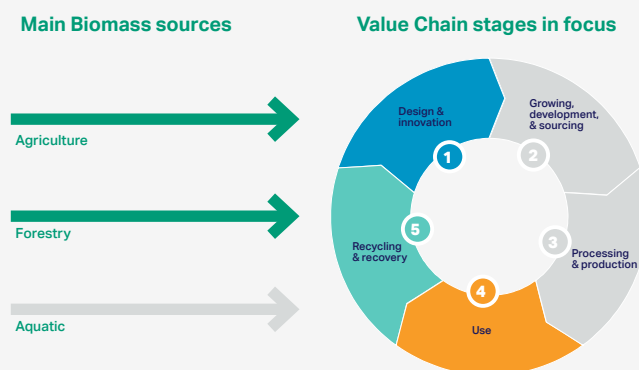 Main Biomass sources
Value Chain stages in focus
Agriculture
Forestry
Aquatic
Design &
innovation
1
Growing,
development,
& sourcing
2
3
Processing
& production
4
Use
5
Recycling
& recovery